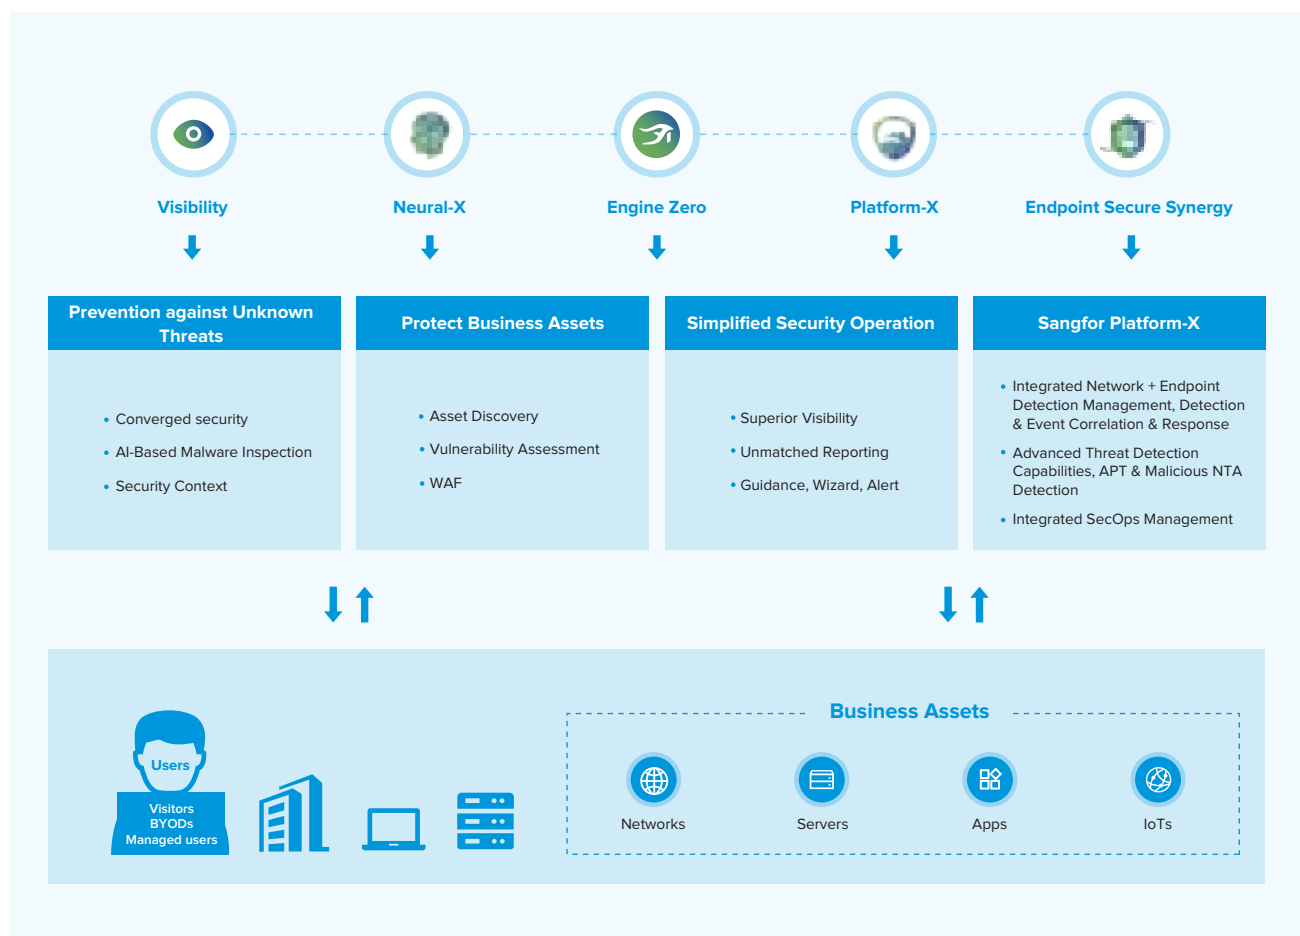 Visibility
Neural-X
Engine Zero
Platform-X
Endpoint Secure Synergy
Prevention against Unknown
Threats
Protect Business Assets
Simplified Security Operation
Sangfor Platform-X
• Converged security
• AI-Based Malware Inspection
• Security Context
• Asset Discovery
• Vulnerability Assessment
• WAF
• Superior Visibility
• Unmatched Reporting
• Guidance, Wizard, Alert
• Integrated Network + Endpoint
Detection Management, Detection
& Event Correlation & Response
• Advanced Threat Detection
Capabilities, APT & Malicious NTA
Detection
• Integrated SecOps Management
Users
Visitors
BYODs
Managed users
Business Assets
Networks
Servers
Apps
IoTs